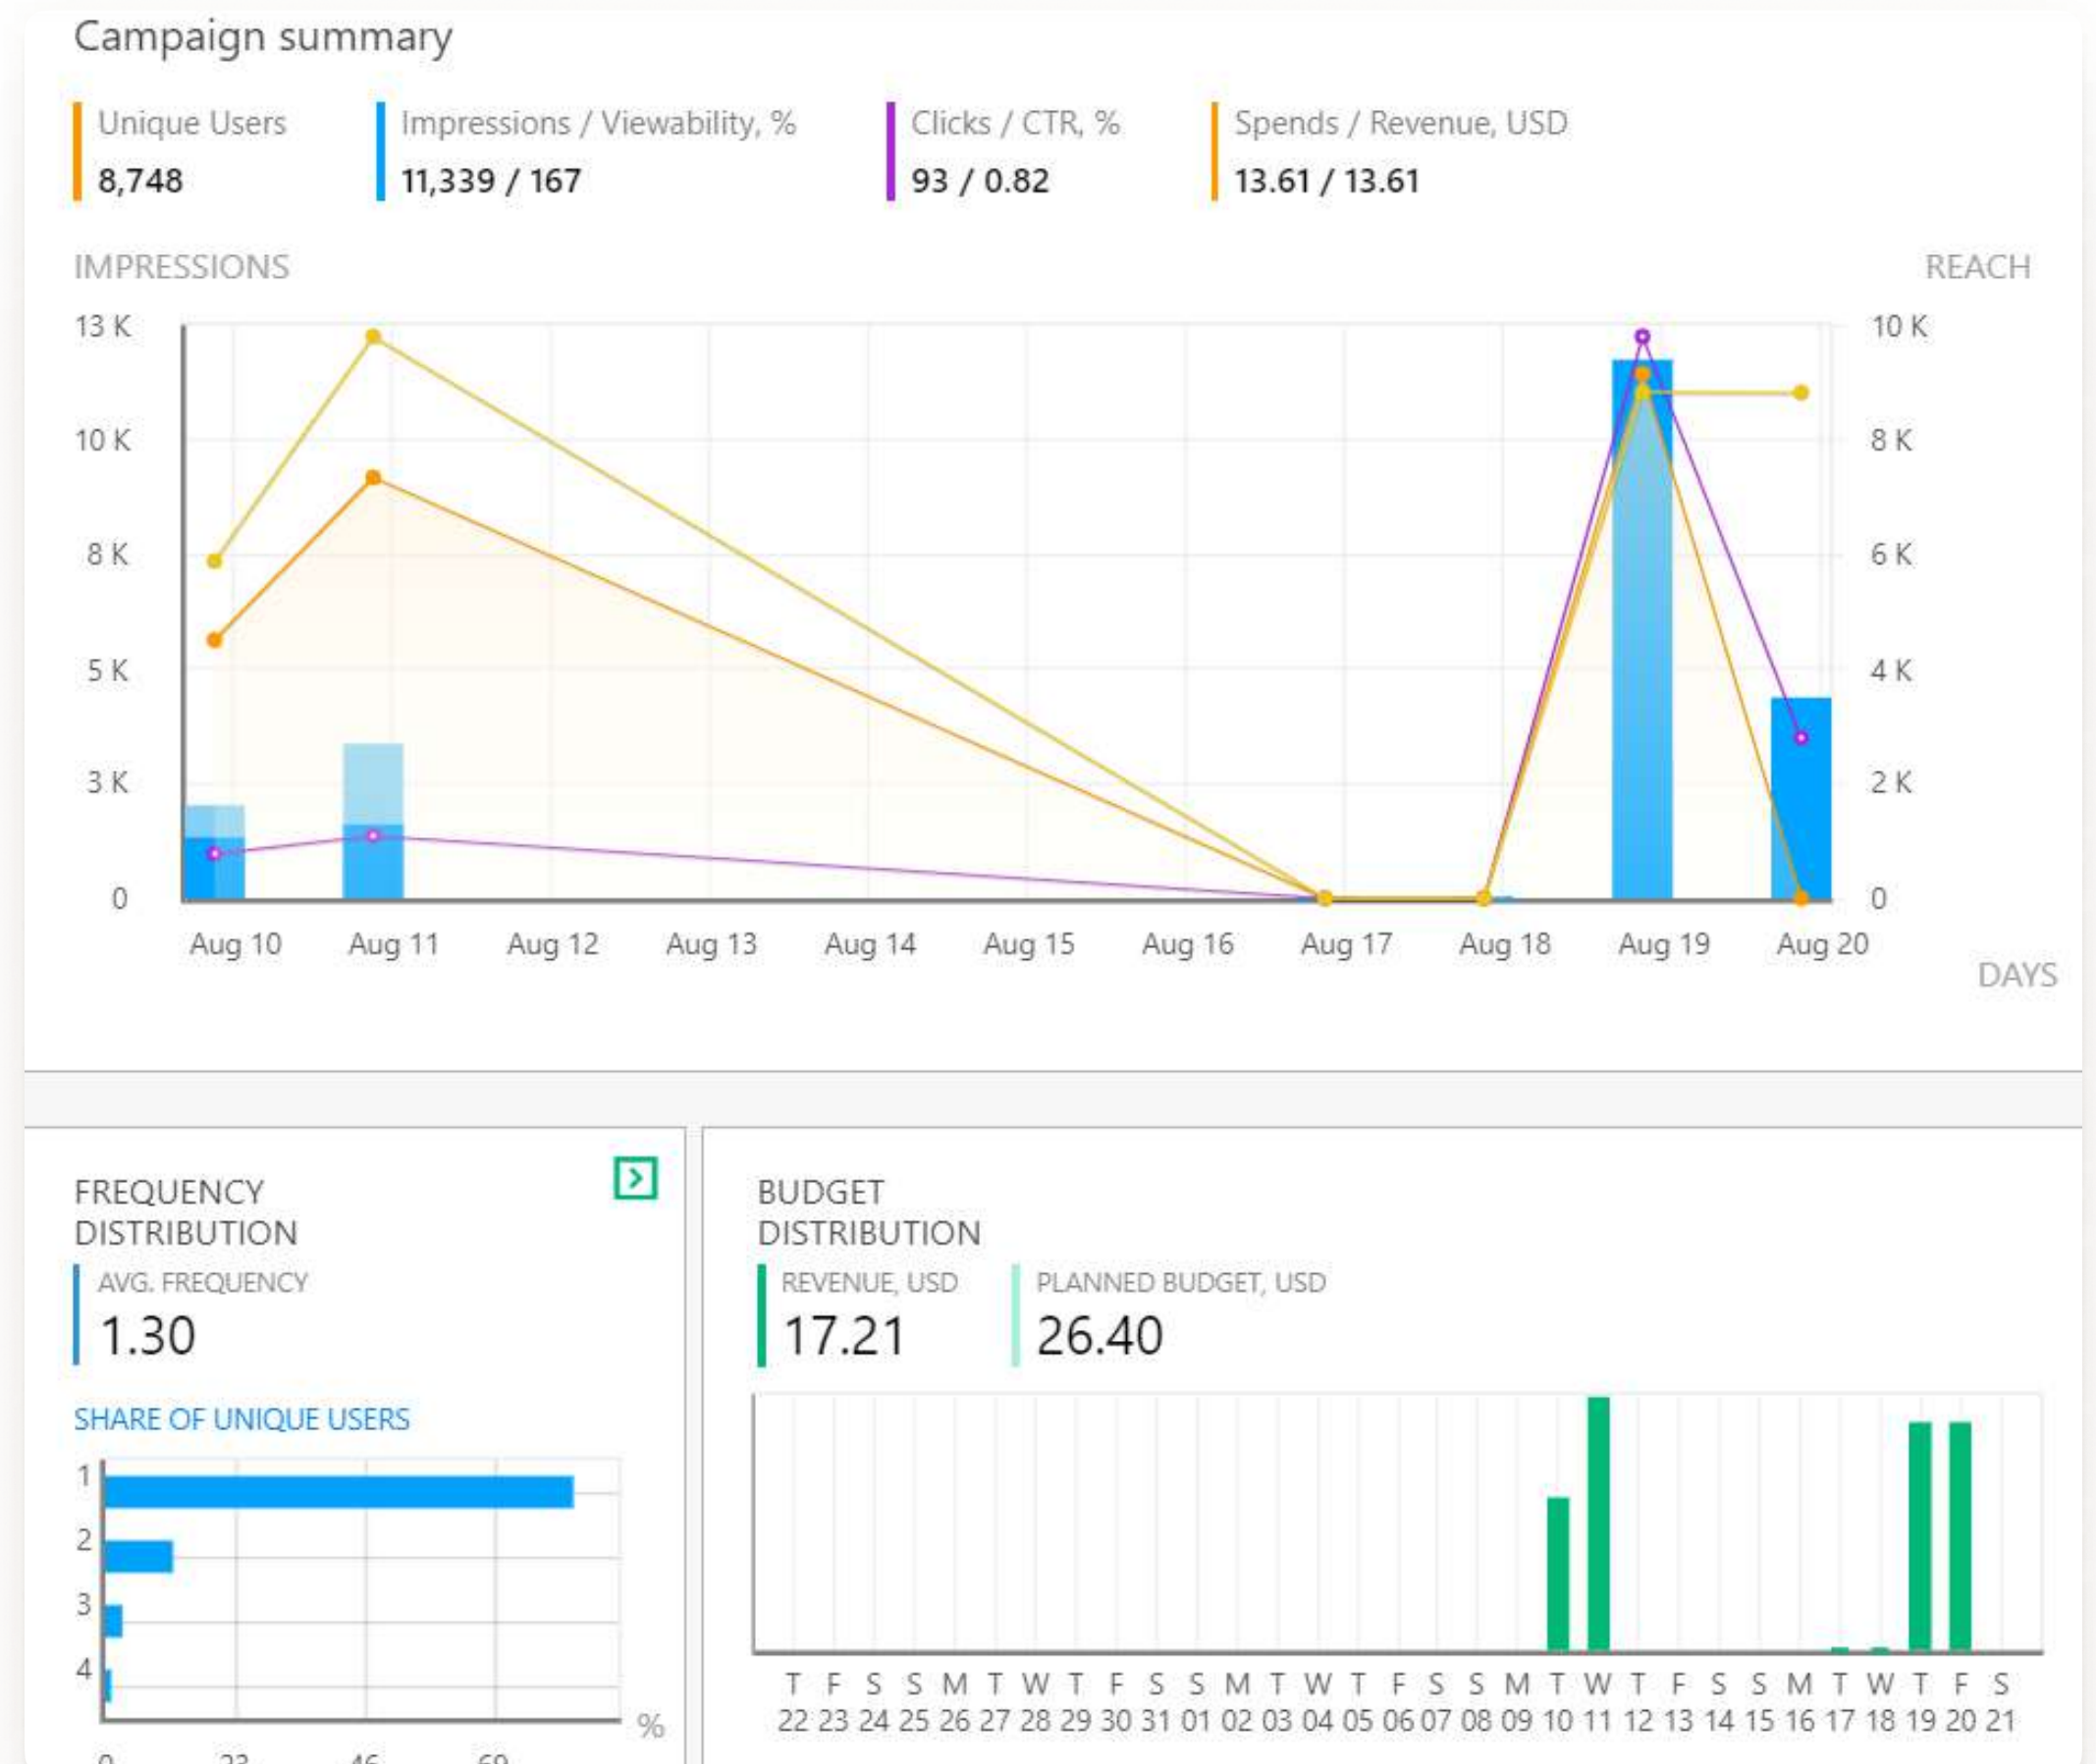 Campaign summary
Unique Users
8,748
Impressions / Viewability, %
11,339 / 167
Clicks / CTR, %
93 / 0.82
Spends / Revenue, USD
13.61 / 13.61
IMPRESSIONS
REACH
13 K
10 K
8 K
5 K
3 K
0
10 K
8 K
6 K
4 K
2 K
0
Aug 10 Aug 11 Aug 12 Aug 13 Aug 14 Aug 15 Aug 16 Aug 17 Aug 18 Aug 19 Aug 20
DAYS
FREQUENCY
DISTRIBUTION
AVG. FREQUENCY
1.30
SHARE OF UNIQUE USERS
1
2
3
4
%
0 23 46 69
BUDGET
DISTRIBUTION
REVENUE, USD
17.21
PLANNED BUDGET, USD
26.40
T F S S M T W T F S S M T W T F S S M T W T F S S M T W T F S
22 23 24 25 26 27 28 29 30 31 01 02 03 04 05 06 07 08 09 10 11 12 13 14 15 16 17 18 19 20 21